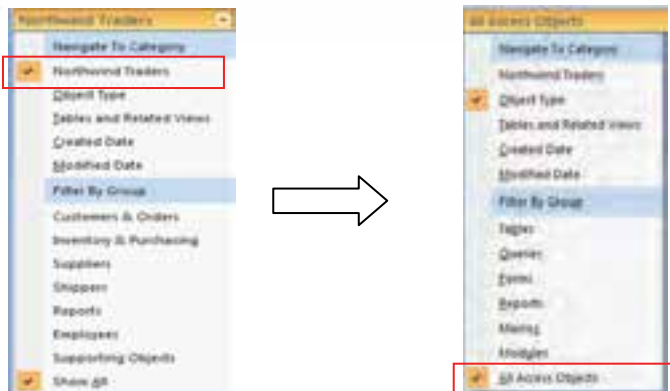 Northwind Traders
Navigate To Category
Northwind Traders
Object Type
Tables and Related Views
Created Date
Modified Date
Filter By Group
Customers & Orders
Inventory & Purchasing
Suppliers
Shippers
Reports
Employees
Supporting Objects
Show All
All Access Objects
Navigate To Category
Northwind Traders
Object Type
Tables and Related Views
Created Date
Modified Date
Filter By Group
Tables
Queries
Forms
Reports
Macros
Modules
All Access Objects